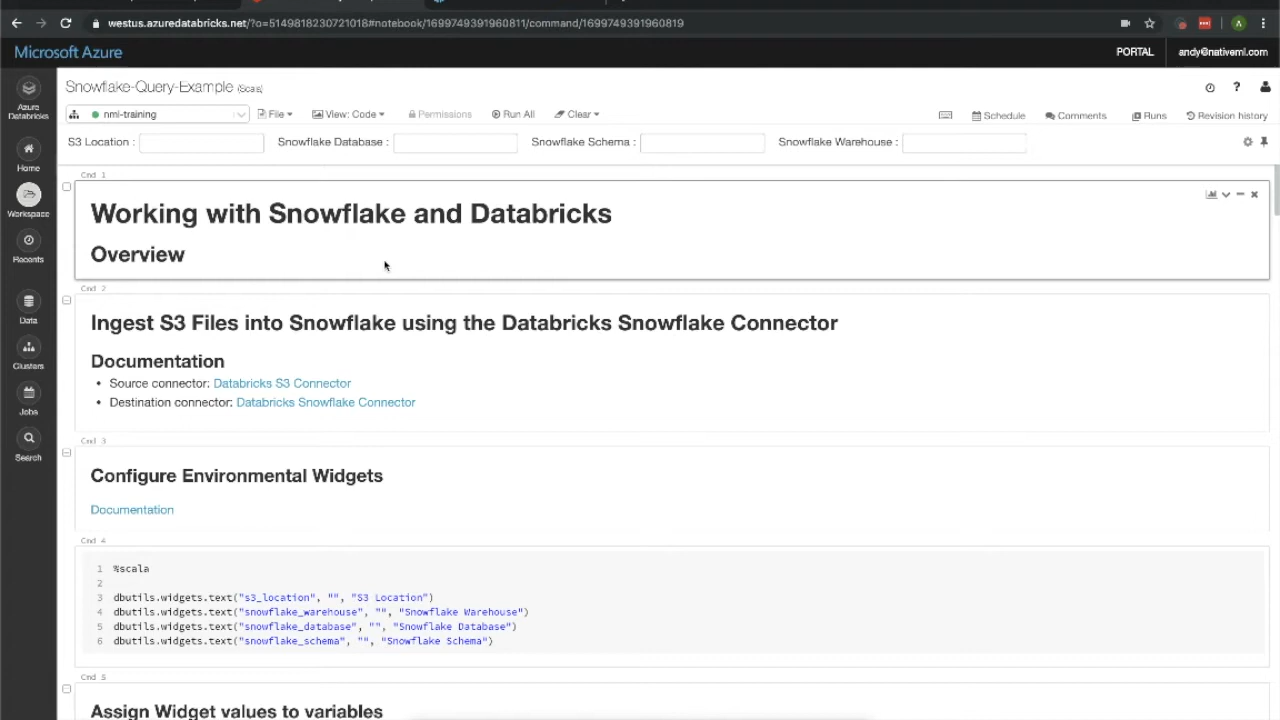 westus.azuredatabricks.net/?o=5149818230721018#notebook/1699749391960811/command/1699749391960819
A
Microsoft Azure
PORTAL
andy@nativeml.com
Azure
Databricks
Home
Workspace
Recents
Data
Clusters
Jobs
Search
Snowflake-Query-Example (Scala)
?
nml-training
File
View: Code
Permissions
Run All
Clear
Schedule
Comments
Runs
Revision history
S3 Location :
Snowflake Database :
Snowflake Schema :
Snowflake Warehouse :
Cmd 1
Working with Snowflake and Databricks
Overview
Cmd 2
Ingest S3 Files into Snowflake using the Databricks Snowflake Connector
Documentation
• Source connector: Databricks S3 Connector
• Destination connector: Databricks Snowflake Connector
Cmd 3
Configure Environmental Widgets
Documentation
Cmd 4
1 %scala
2
3 dbutils.widgets.text("s3_location", "", "S3 Location")
4 dbutils.widgets.text("snowflake_warehouse", "", "Snowflake Warehouse")
5 dbutils.widgets.text("snowflake_database", "", "Snowflake Database")
6 dbutils.widgets.text("snowflake_schema", "", "Snowflake Schema")
Cmd 5
Assign Widget values to variables